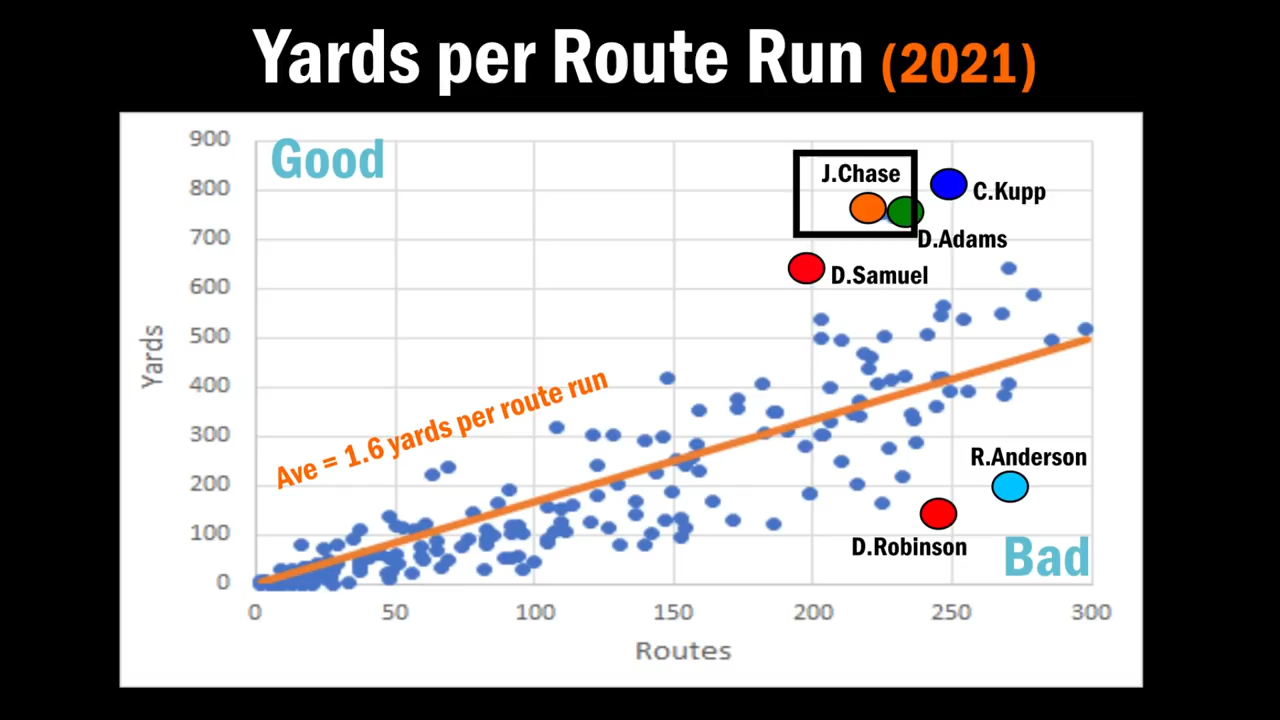 Yards per Route Run (2021)
Good
Yards
900
800
700
600
500
400
300
200
100
0
J.Chase
C.Kupp
D.Adams
D.Samuel
Ave = 1.6 yards per route run
R.Anderson
D.Robinson
Bad
0 50 100 150 200 250 300
Routes